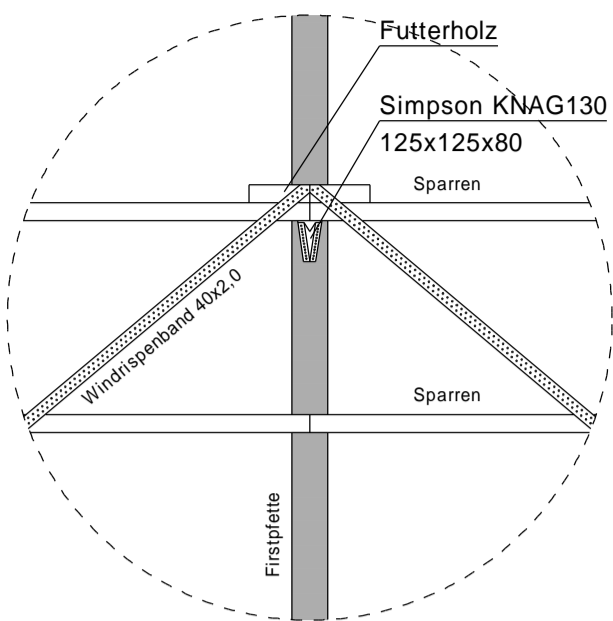 Futterholz
Simpson KNAG130
125x125x80
Sparren
Windrispenband 40x2,0
Sparren
Firstpfette